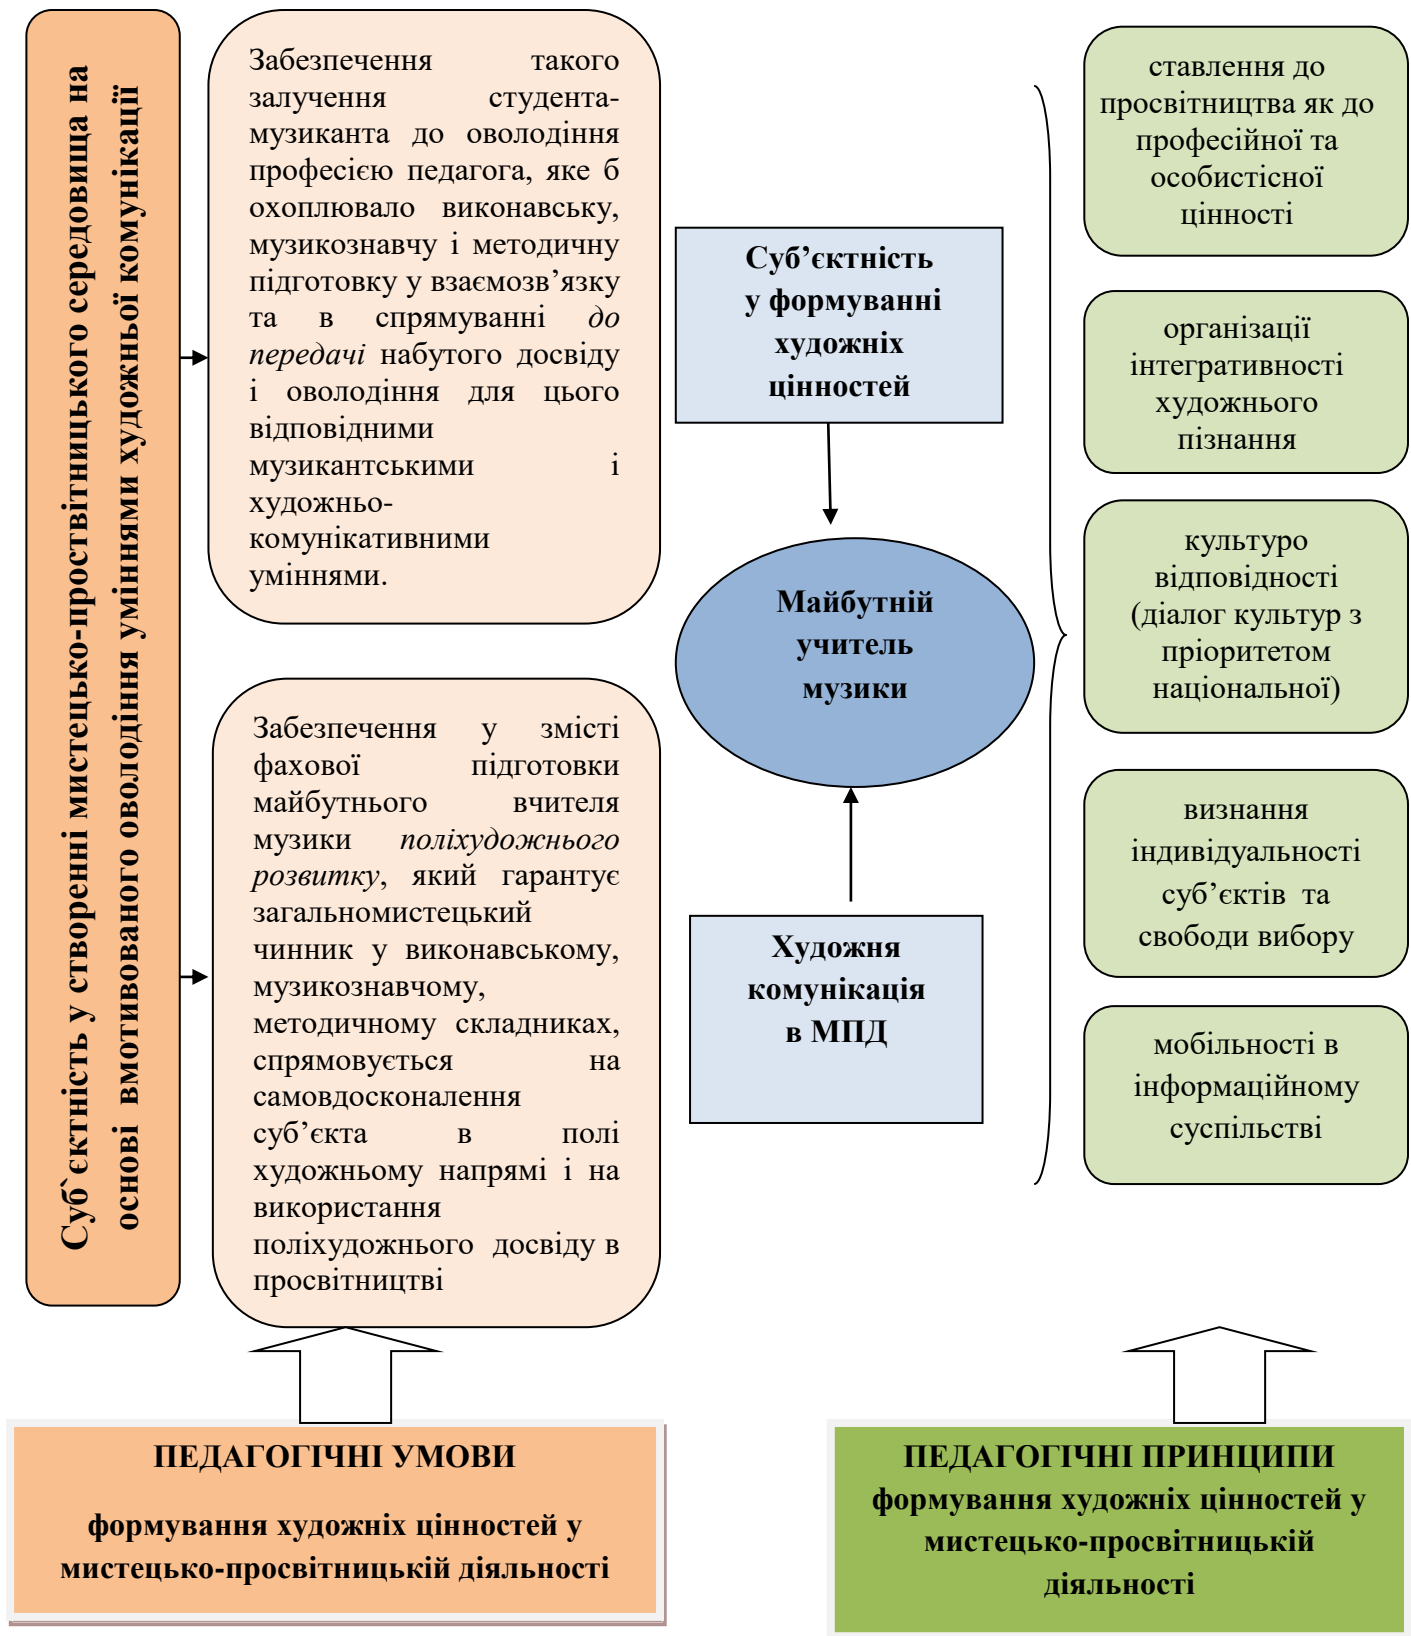 Суб`єктність у створенні мистецько-проствітницького середовища на
основі вмотивованого оволодіння уміннями художньої комунікації
Забезпечення такого
залучення студента-
музиканта до оволодіння
професією педагога, яке б
охоплювало виконавську,
музикознавчу і методичну
підготовку у взаємозв’язку
та в спрямуванні до
передачі набутого досвіду
і оволодіння для цього
відповідними
музикантськими і
художньо-
комунікативними
уміннями.
Забезпечення у змісті
фахової підготовки
майбутнього вчителя
музики поліхудожнього
розвитку, який гарантує
загальномистецький
чинник у виконавському,
музикознавчому,
методичному складниках,
спрямовується на
самовдосконалення
суб’єкта в полі
художньому напрямі і на
використання
поліхудожнього досвіду в
просвітництві
Суб’єктність
у формуванні
художніх
цінностей
Майбутній
учитель
музики
Художня
комунікація
в МПД
ставлення до
просвітництва як до
професійної та
особистісної
цінності
організації
інтегративності
художнього
пізнання
культуро
відповідності
(діалог культур з
пріоритетом
національної)
визнання
індивідуальності
суб’єктів та
свободи вибору
мобільності в
інформаційному
суспільстві
ПЕДАГОГІЧНІ УМОВИ
формування художніх цінностей у
мистецько-просвітницькій діяльності
ПЕДАГОГІЧНІ ПРИНЦИПИ
формування художніх цінностей у
мистецько-просвітницькій
діяльності